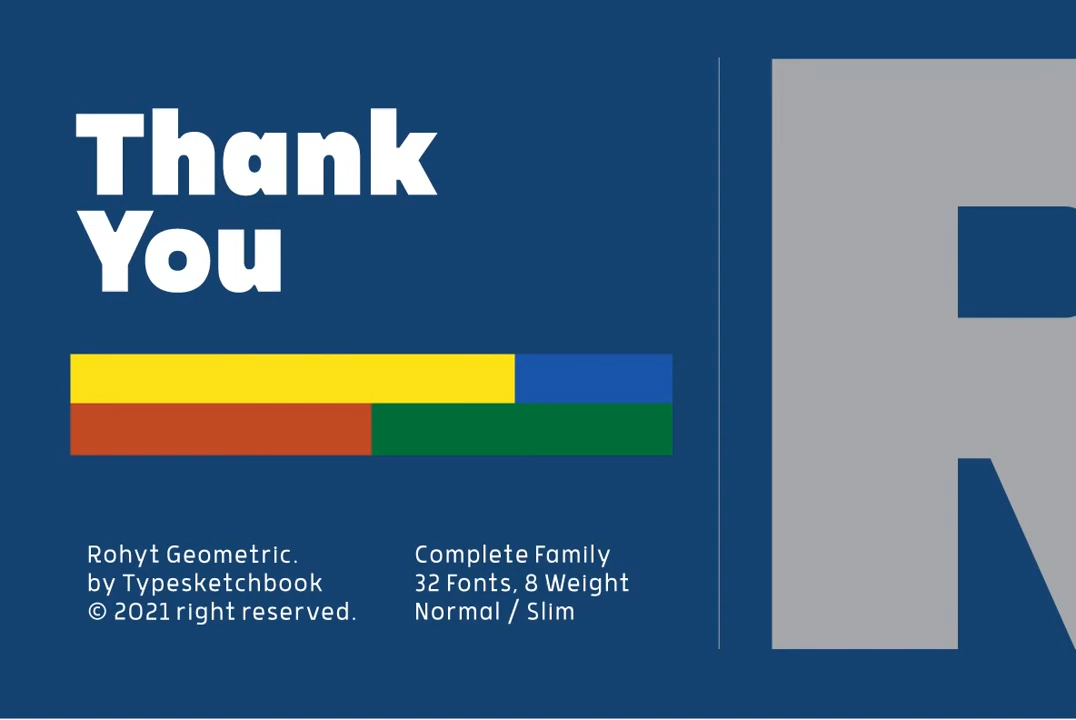 Thank
You
Rohyt Geometric.
by Typesketchbook
© 2021 right reserved.
Complete Family
32 Fonts, 8 Weight
Normal / Slim
R